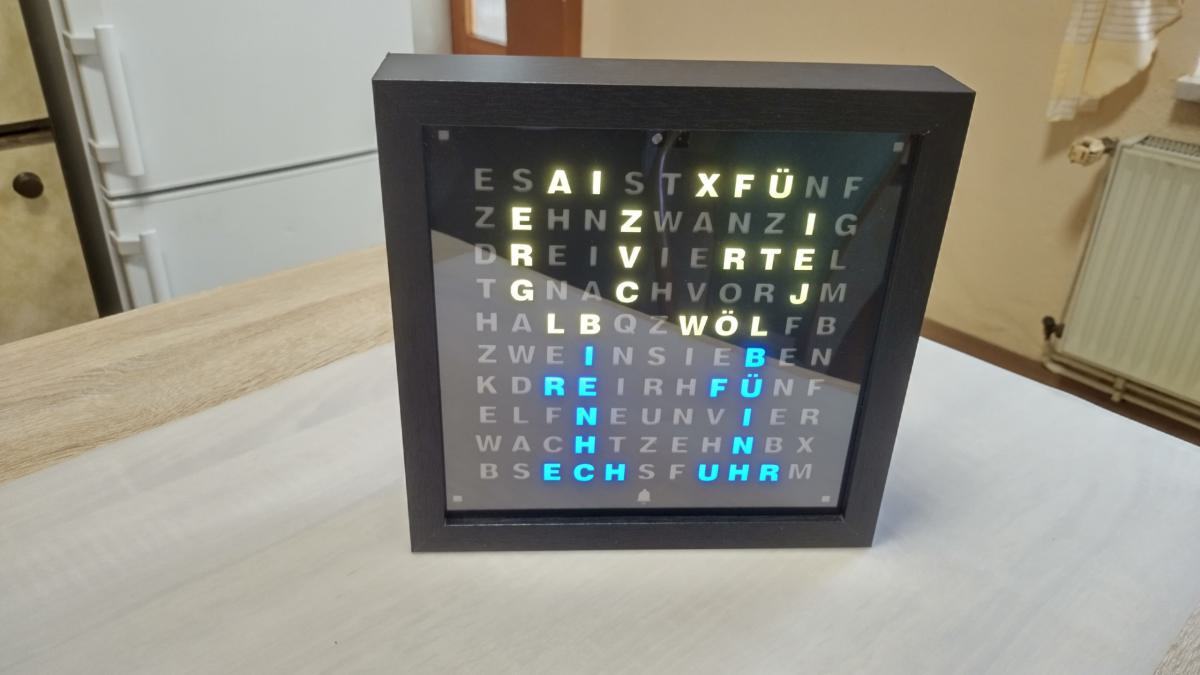 ESAISTXFÜNF
ZEHNZWANZIG
DREIVIERTEL
TGNACHVORJM
HALBQZWÖLFB
ZWEINSIEBEN
KDREIRHFÜNF
ELFNEUNVIER
WACHTZEHNBX
BSECHSFUHRM